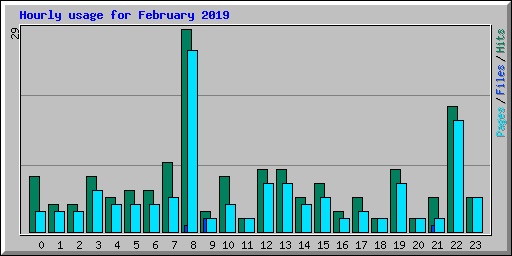 Hourly usage for February 2019
29
Pages / Files / Hits
0 1 2 3 4 5 6 7 8 9 10 11 12 13 14 15 16 17 18 19 20 21 22 23